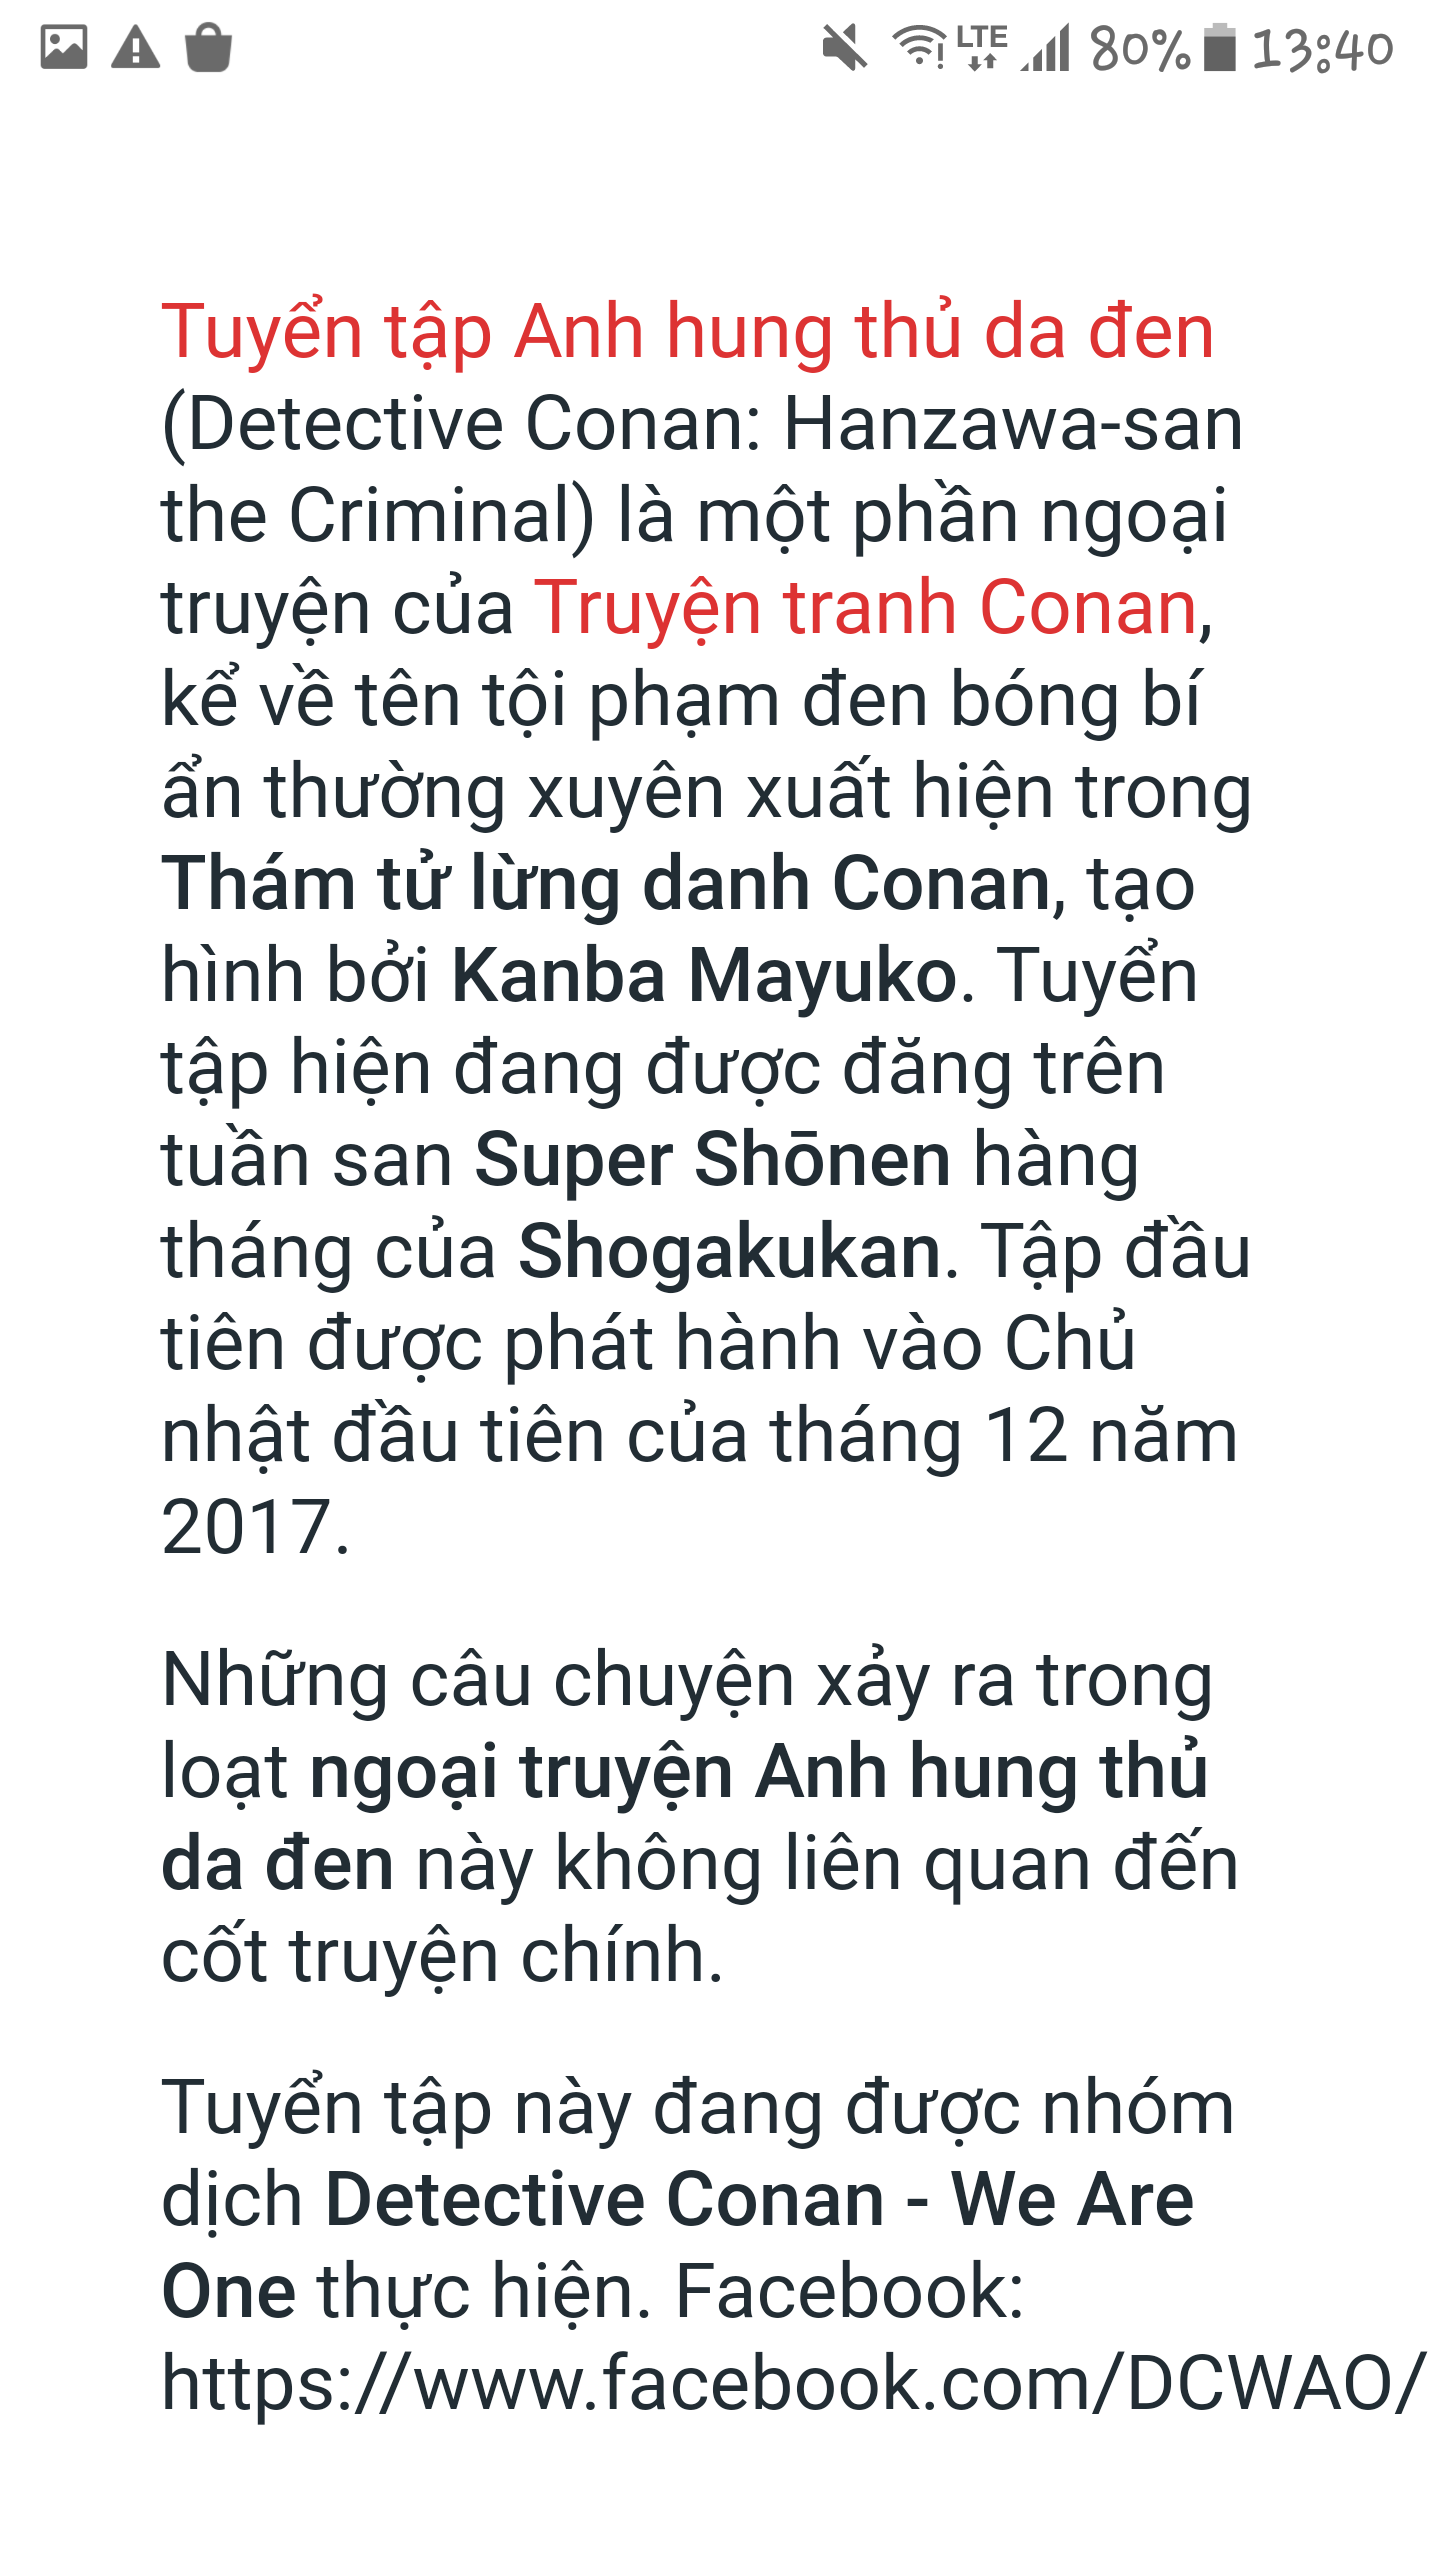 LTE 80% 13:40
Tuyển tập Anh hung thủ da đen
(Detective Conan: Hanzawa-san
the Criminal) là một phần ngoại
truyện của Truyện tranh Conan,
kể về tên tội phạm đen bóng bí
ẩn thường xuyên xuất hiện trong
Thám tử lừng danh Conan, tạo
hình bởi Kanba Mayuko. Tuyển
tập hiện đang được đăng trên
tuần san Super Shōnen hàng
tháng của Shogakukan. Tập đầu
tiên được phát hành vào Chủ
nhật đầu tiên của tháng 12 năm
2017.
Những câu chuyện xảy ra trong
loạt ngoại truyện Anh hung thủ
da đen này không liên quan đến
cốt truyện chính.
Tuyển tập này đang được nhóm
dịch Detective Conan - We Are
One thực hiện. Facebook:
https://www.facebook.com/DCWAO/